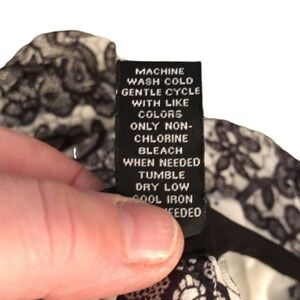 MACHINE
WASH COLD
GENTLE CYCLE
WITH LIKE
COLORS
ONLY NON-
CHLORINE
BLEACH
WHEN NEEDED
TUMBLE
DRY LOW
COOL IRON
NEEDED